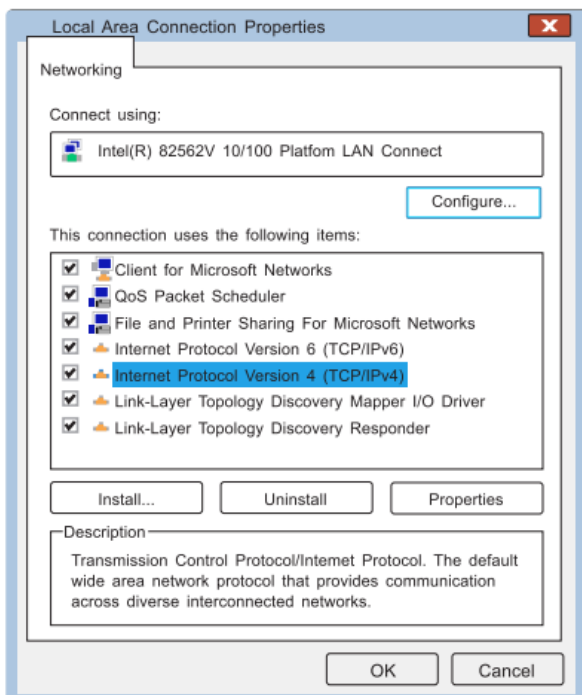 Local Area Connection Properties
X
Networking
Connect using:
Intel(R) 82562V 10/100 Platfom LAN Connect
Configure...
This connection uses the following items:
Client for Microsoft Networks
QoS Packet Scheduler
File and Printer Sharing For Microsoft Networks
Internet Protocol Version 6 (TCP/IPv6)
Internet Protocol Version 4 (TCP/IPv4)
Link-Layer Topology Discovery Mapper I/O Driver
Link-Layer Topology Discovery Responder
Install... Uninstall Properties
Description
Transmission Control Protocol/Internet Protocol. The default
wide area network protocol that provides communication
across diverse interconnected networks.
OK Cancel